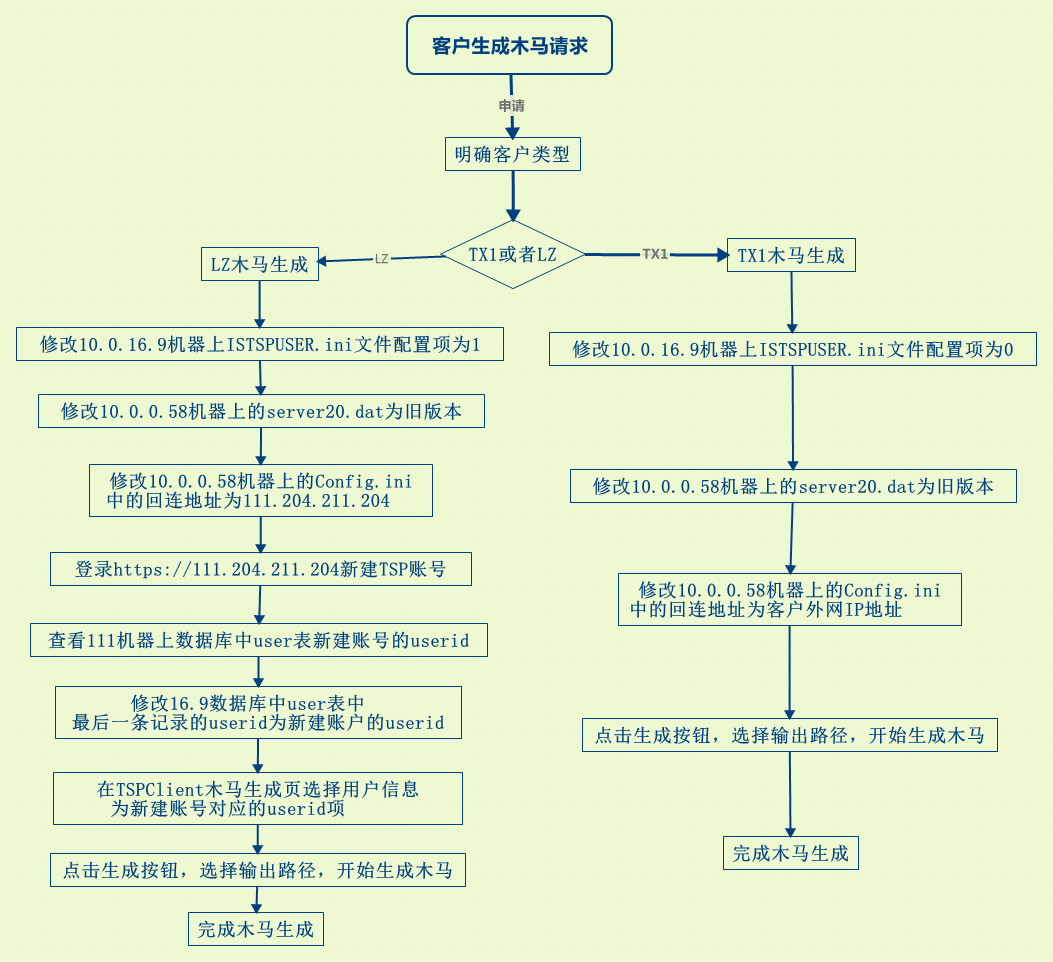 客户生成木马请求
申请
明确客户类型
TX1或者LZ
LZ
TX1
LZ木马生成
修改10.0.16.9机器上ISTSPUSER.ini文件配置项为1
修改10.0.0.58机器上的server20.dat为旧版本
修改10.0.0.58机器上的Config.ini
中的回连地址为111.204.211.204
登录https://111.204.211.204新建TSP账号
查看111机器上数据库中user表新建账号的userid
修改16.9数据库中user表中
最后一条记录的userid为新建账户的userid
在TSPClient木马生成页选择用户信息
为新建账号对应的userid项
点击生成按钮，选择输出路径，开始生成木马
完成木马生成
TX1木马生成
修改10.0.16.9机器上ISTSPUSER.ini文件配置项为0
修改10.0.0.58机器上的server20.dat为旧版本
修改10.0.0.58机器上的Config.ini
中的回连地址为客户外网IP地址
点击生成按钮，选择输出路径，开始生成木马
完成木马生成